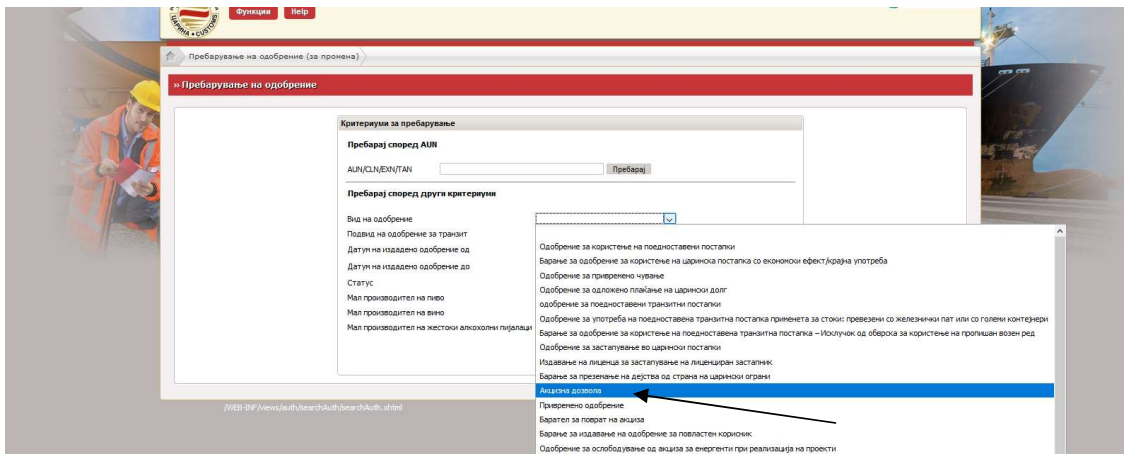 ЦАРИНА • CUSTOMS
Функции Help
Пребарување на одобрение (за промена)
» Пребарување на одобрение
Критериуми за пребарување
Пребарај според AUN
AUN/CLN/EXN/TAN Пребарај
Пребарај според други критериуми
Вид на одобрение
Подвид на одобрение за транзит
Датум на издадено одобрение од
Датум на издадено одобрение до
Статус
Мал производител на пиво
Мал производител на вино
Мал производител на жестоки алкохолни пијалаци
Одобрение за користење на поедноставени постапки
Барање за одобрение за користење на царинска постапка со економски ефект/крајна употреба
Одобрение за привремено чување
Одобрение за одложено плаќање на царински долг
одобрение за поедноставени транзитни постапки
Одобрение за употреба на поедноставена транзитна постапка применета за стоки: превезени со железнички пат или со големи контејнери
Барање за одобрение за користење на поедноставена транзитна постапка – Исклучок од обврска за користење на пропишан возен ред
Одобрение за застапување во царински постапки
Издавање на лиценца за застапување на лиценциран застапник
Барање за преземање на дејства од страна на царински ограни
Акцизна дозвола
Привремено одобрение
Барател за поврат на акциза
Барање за издавање на одобрение за повластен корисник
Одобрение за ослободување од акциза за енергенти при реализација на проекти
/WEB-INF/views/auth/searchAuth/searchAuth.xhtml